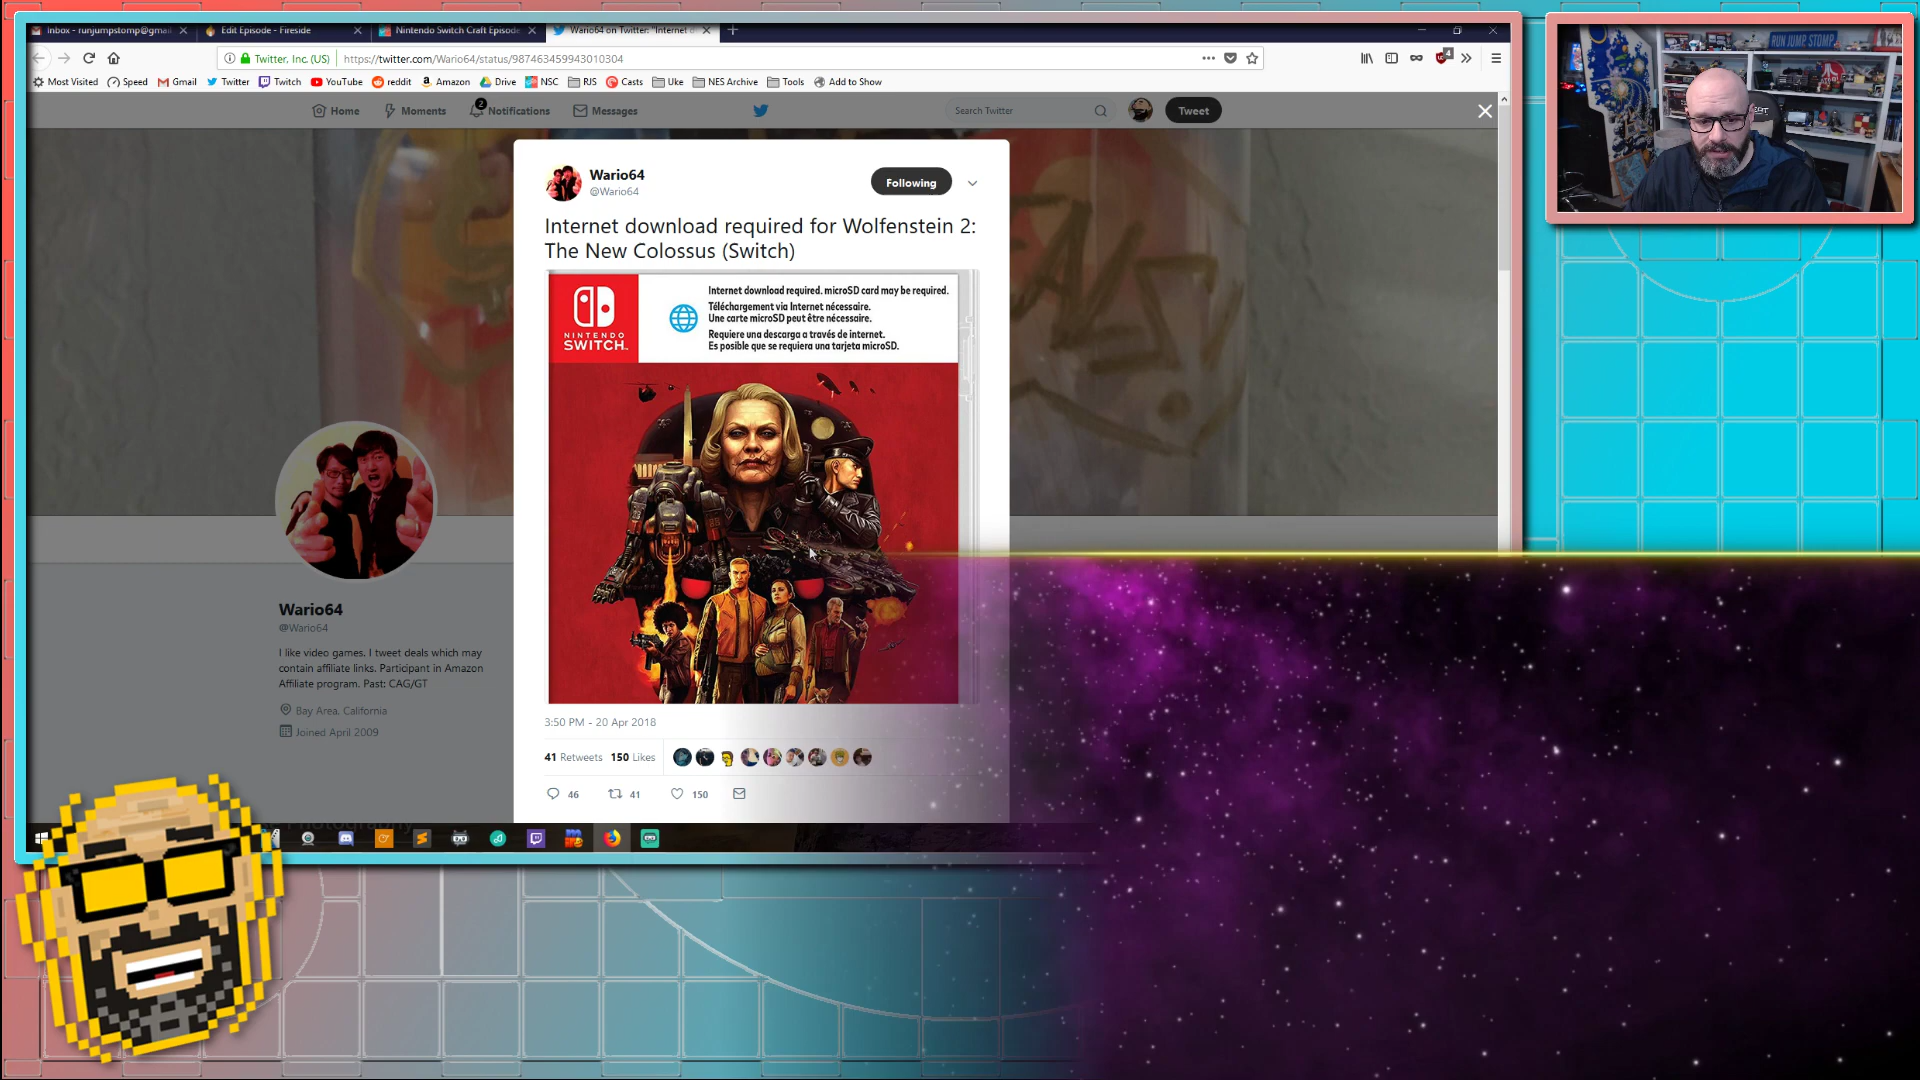 Inbox - runjumpstomp@gmai
Edit Episode - Fireside
Nintendo Switch Craft Episode
Wario64 on Twitter: "Internet d
Twitter, Inc. (US)
https://twitter.com/Wario64/status/987463459943010304
4
Most Visited
Speed
Gmail
Twitter
Twitch
YouTube
reddit
Amazon
Drive
NSC
RJS
Casts
Uke
NES Archive
Tools
Add to Show
Home
Moments
2
Notifications
Messages
Search Twitter
Tweet
RUN JUMP STOMP
Wario64
@Wario64
Following
Internet download required for Wolfenstein 2:
The New Colossus (Switch)
NINTENDO
SWITCH
Internet download required. microSD card may be required.
Téléchargement via Internet nécessaire.
Une carte microSD peut être nécessaire.
Requiere una descarga a través de internet.
Es posible que se requiera una tarjeta microSD.
Wario64
@Wario64
I like video games. I tweet deals which may
contain affiliate links. Participant in Amazon
Affiliate program. Past: CAG/GT
Bay Area, California
Joined April 2009
3:50 PM - 20 Apr 2018
41 Retweets 150 Likes
46
41
150